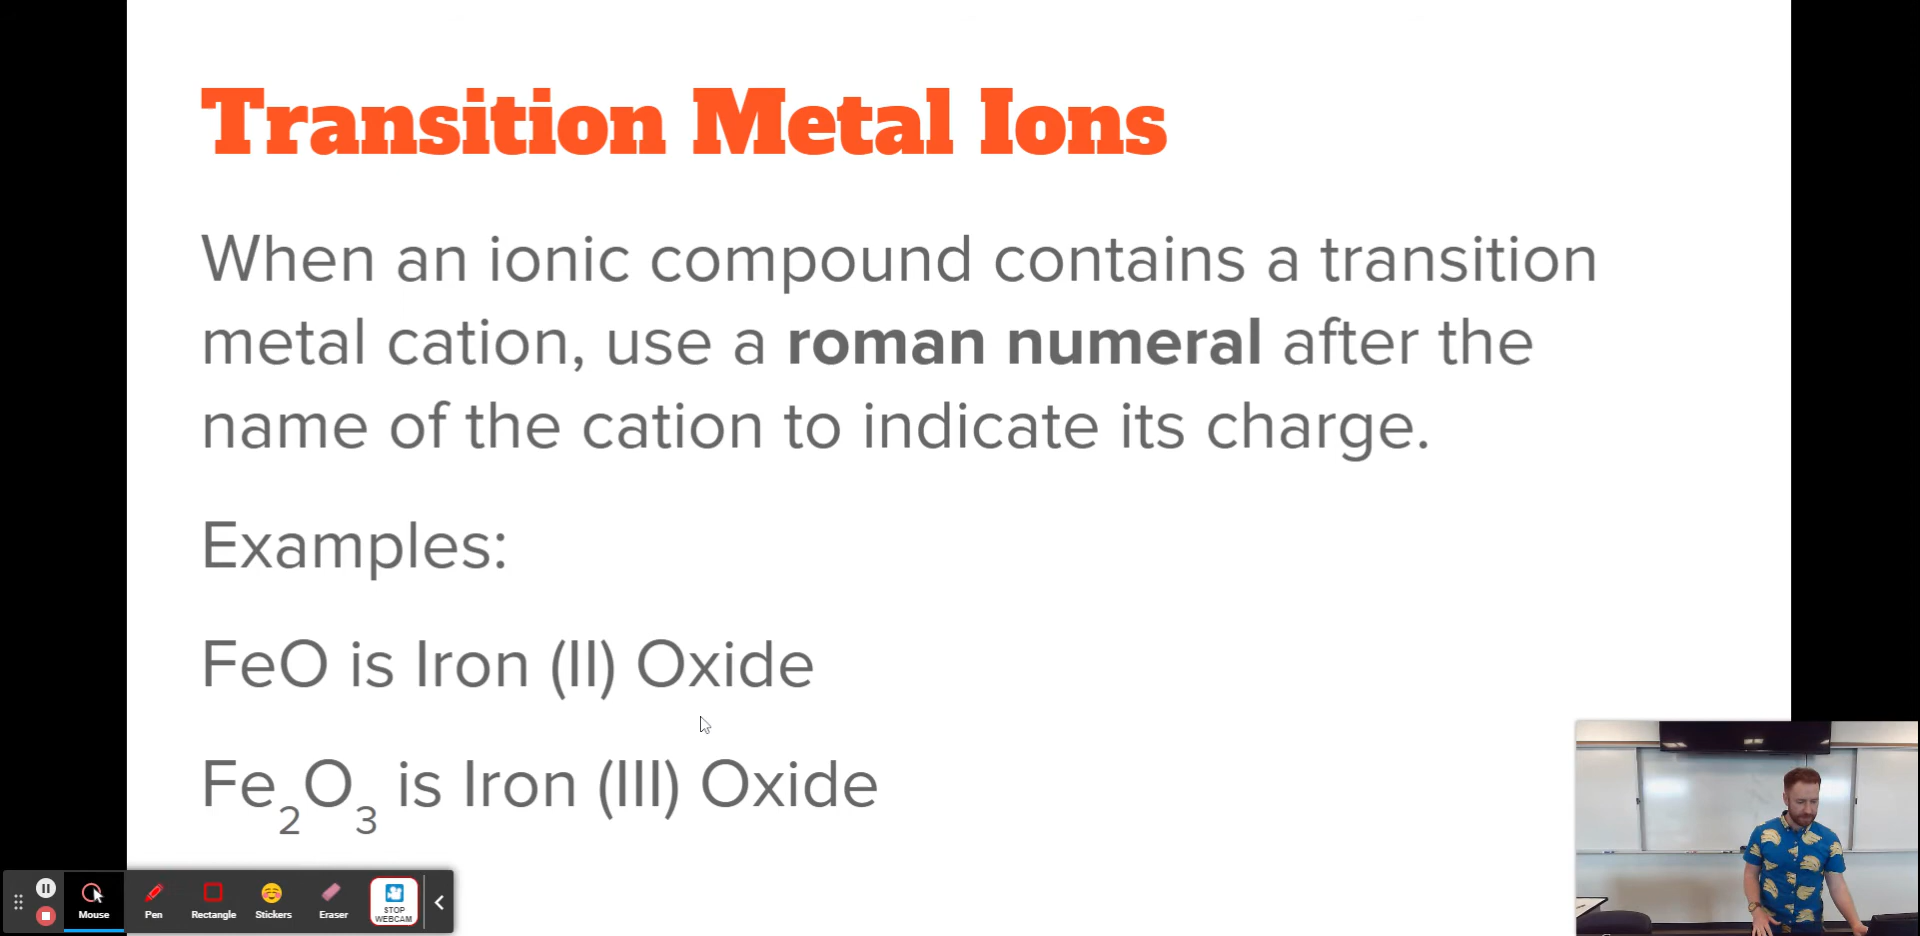 Transition Metal Ions
When an ionic compound contains a transition
metal cation, use a roman numeral after the
name of the cation to indicate its charge.
Examples:
FeO is Iron (II) Oxide
Fe₂O₃ is Iron (III) Oxide
Mouse
Pen
Rectangle
Stickers
Eraser
STOP
WEBCAM